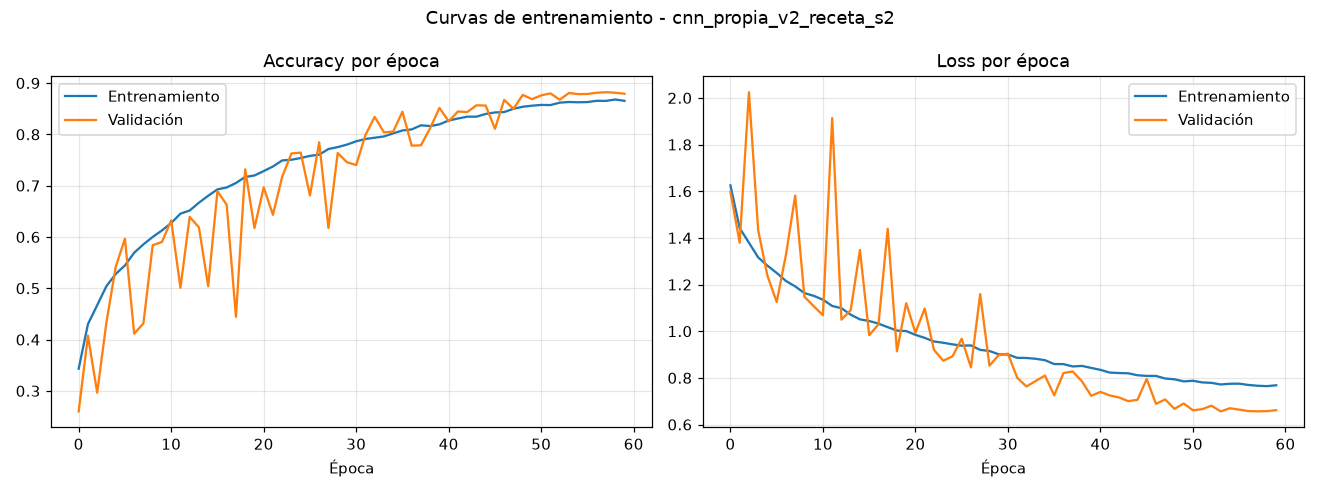 Curvas de entrenamiento - cnn_propia_v2_receta_s2
Accuracy por época
Entrenamiento
Validación
0.9
0.8
0.7
0.6
0.5
0.4
0.3
0 10 20 30 40 50 60
Época
Loss por época
Entrenamiento
Validación
2.0
1.8
1.6
1.4
1.2
1.0
0.8
0.6
0 10 20 30 40 50 60
Época